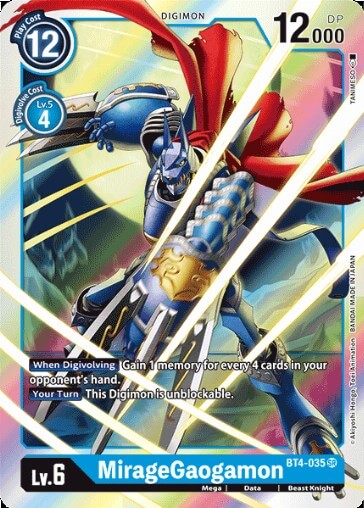 Play Cost
12
DIGIMON
12000
DP
Digivolve Cost
Lv.5
4
TANIMESO
When Digivolving Gain 1 memory for every 4 cards in your
opponent's hand.
Your Turn This Digimon is unblockable.
© Akiyoshi Hongo, Toei Animation BANDAI MADE IN JAPAN
Lv.6
MirageGaogamon
BT4-035 SR
Mega
Data
Beast Knight